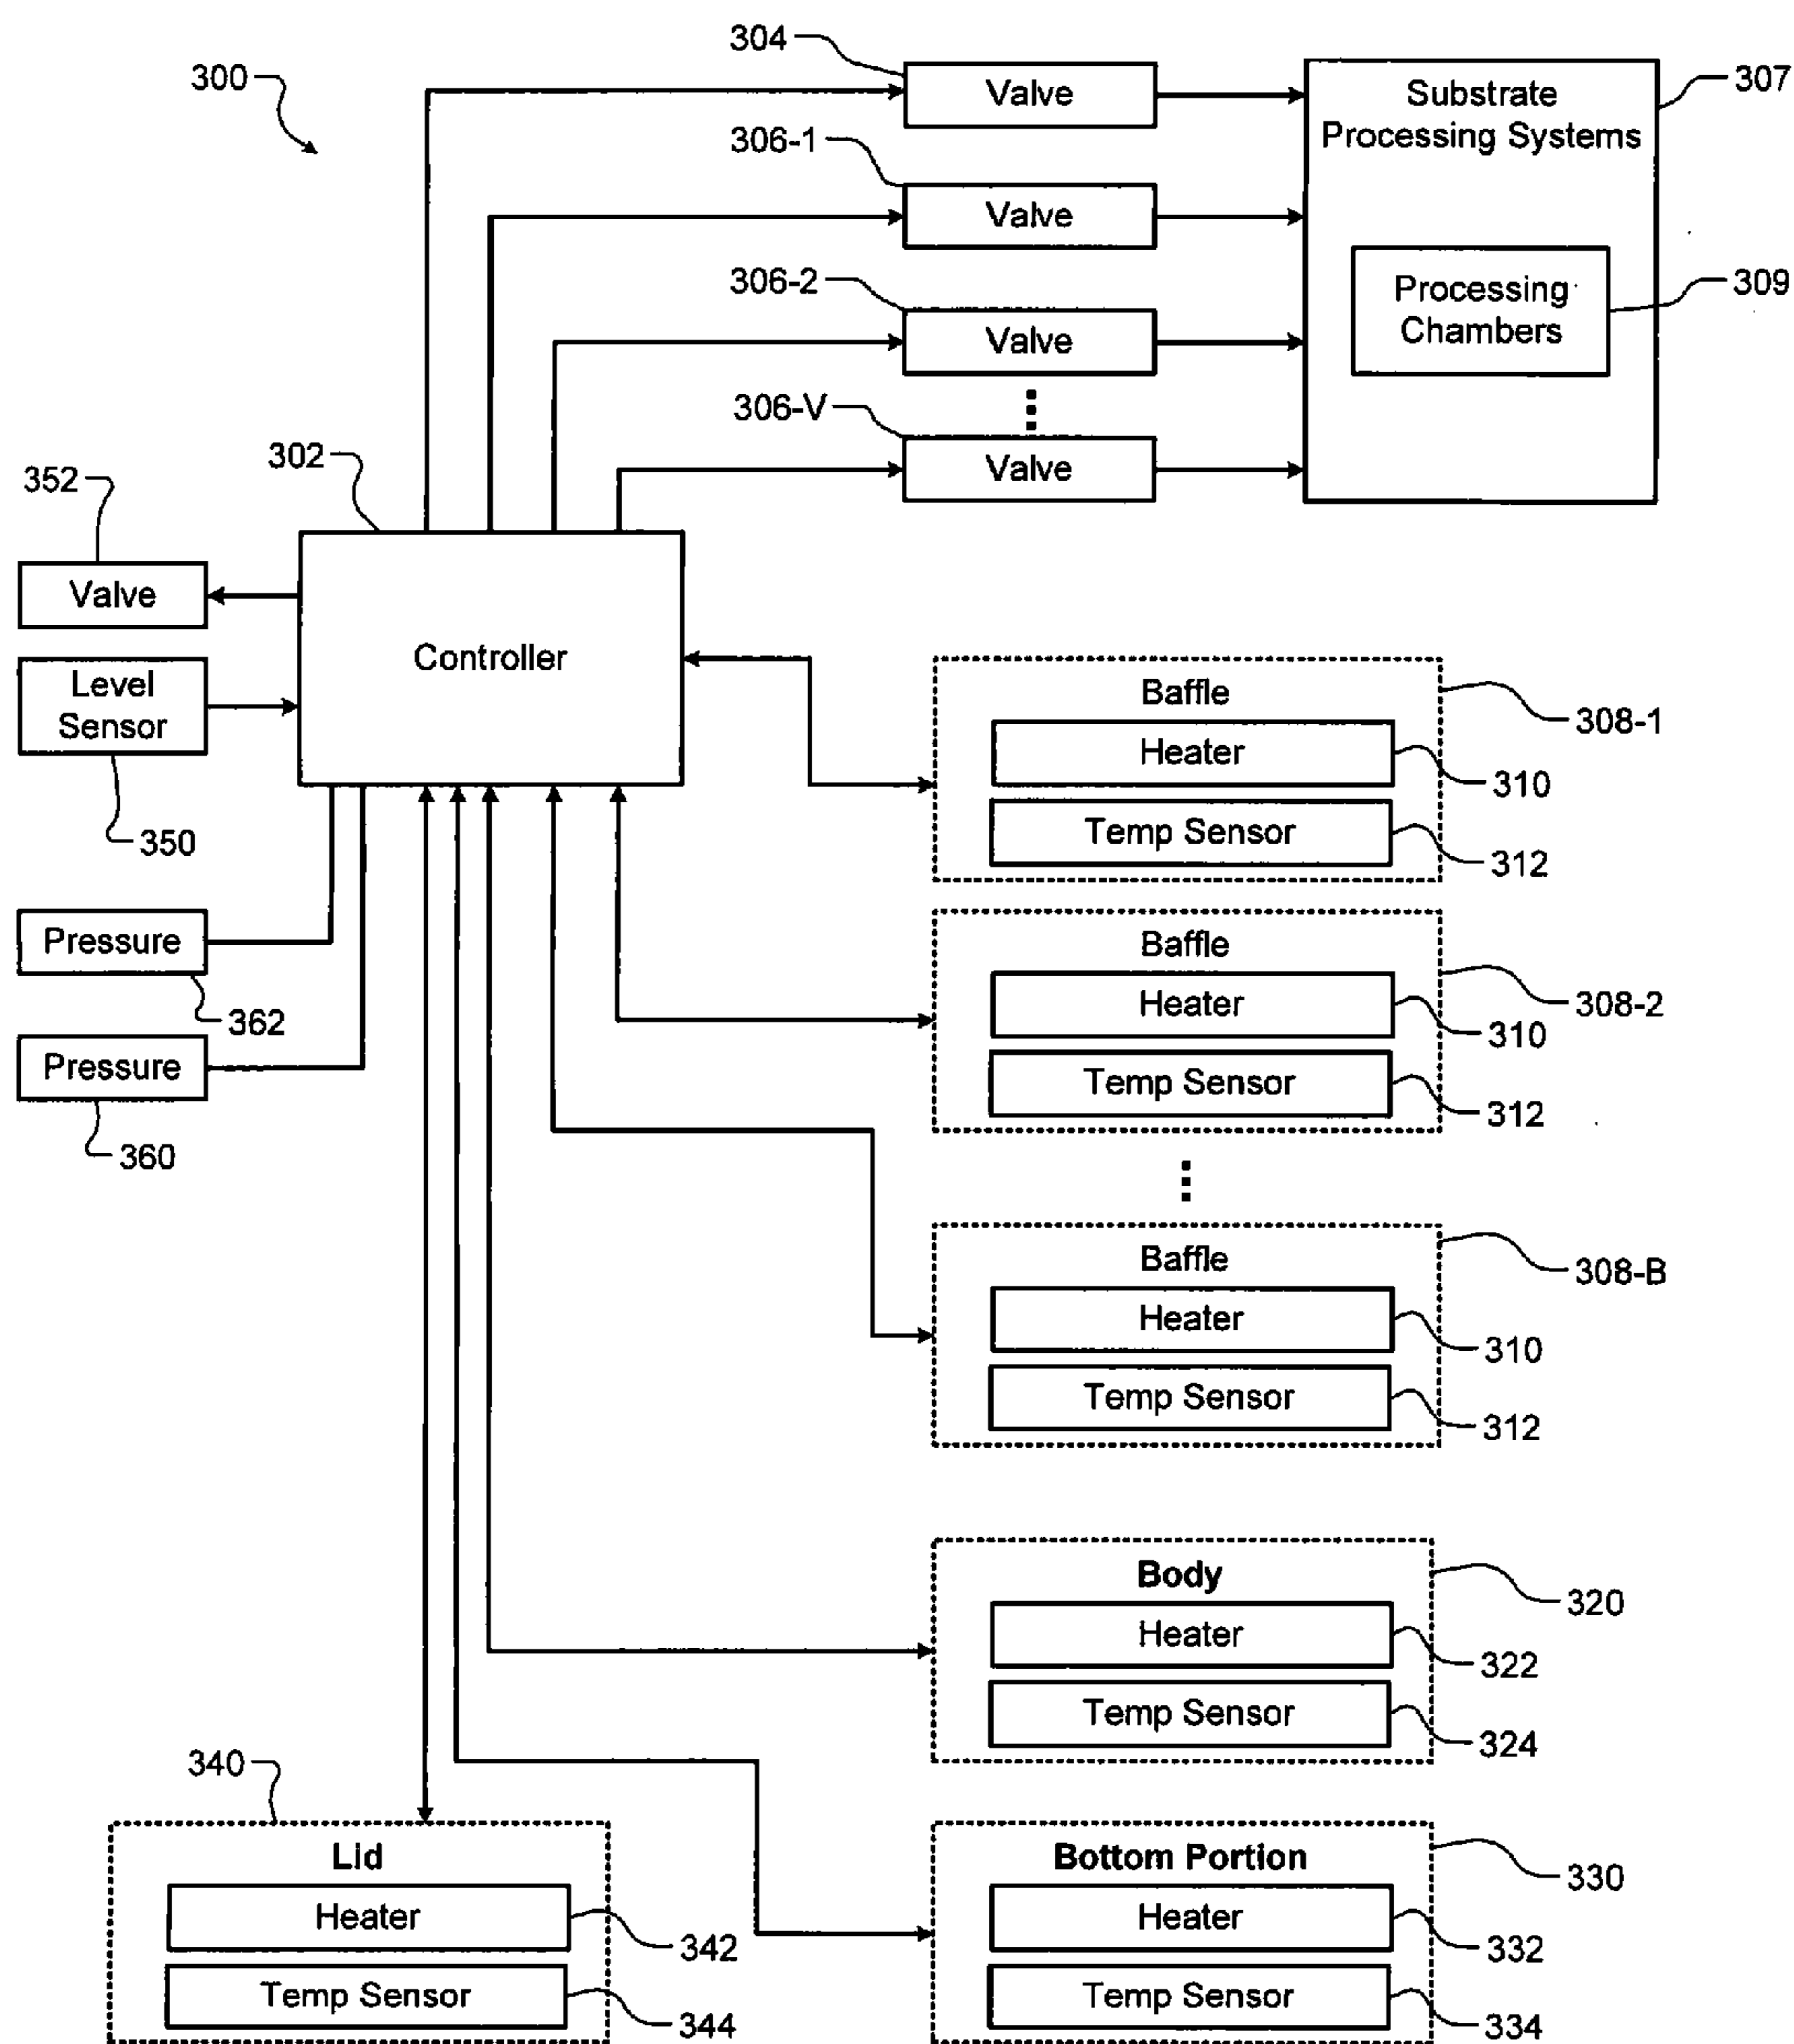 304
300
Valve
Substrate
Processing Systems
307
306-1
Valve
306-2
Valve
Processing
Chambers
309
306-V
Valve
302
352
Valve
Controller
Level
Sensor
350
Baffle
308-1
Heater
310
Temp Sensor
312
Pressure
362
Baffle
308-2
Heater
310
Temp Sensor
312
Pressure
360
Baffle
308-B
Heater
310
Temp Sensor
312
Body
320
Heater
322
Temp Sensor
324
340
Lid
Heater
342
Temp Sensor
344
Bottom Portion
330
Heater
332
Temp Sensor
334